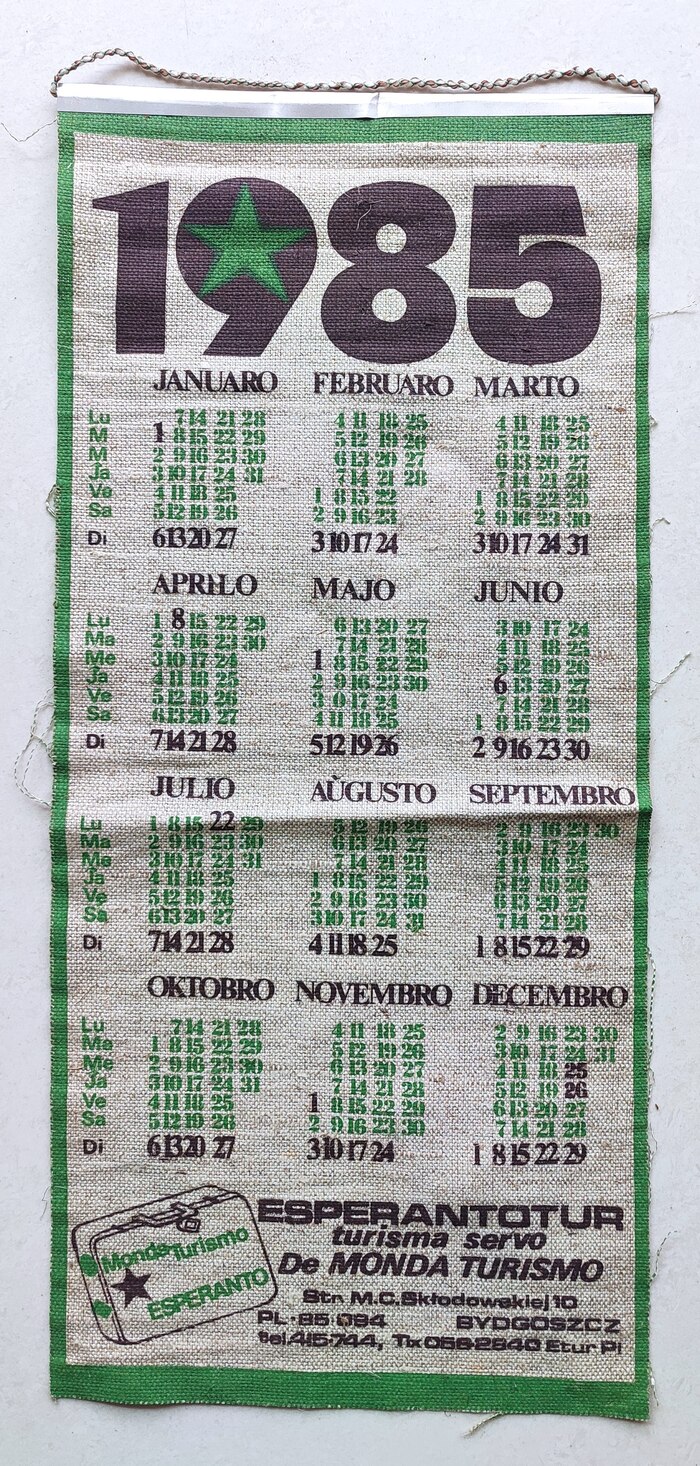 1985
JANUARO FEBRUARO MARTO
Lu 7 14 21 28 4 11 18 25 4 11 18 25
M 1 8 15 22 29 5 12 19 26 5 12 19 26
M 2 9 16 23 30 6 13 20 27 6 13 20 27
Ja 3 10 17 24 31 7 14 21 28 7 14 21 28
Ve 4 11 18 25 1 8 15 22 1 8 15 22 29
Sa 5 12 19 26 2 9 16 23 2 9 16 23 30
Di 6 13 20 27 3 10 17 24 3 10 17 24 31
APRILO MAJO JUNIO
Lu 1 8 15 22 29 6 13 20 27 3 10 17 24
Ma 2 9 16 23 30 7 14 21 28 4 11 18 25
Me 3 10 17 24 1 8 15 22 29 5 12 19 26
Ja 4 11 18 25 2 9 16 23 30 6 13 20 27
Ve 5 12 19 26 3 0 17 24 7 14 21 28
Sa 6 13 20 27 4 11 18 25 1 8 15 22 29
Di 7 14 21 28 5 12 19 26 2 9 16 23 30
JULIO AŬGUSTO SEPTEMBRO
Lu 1 8 15 22 29 5 12 19 26 2 9 16 23 30
Ma 2 9 16 23 30 6 13 20 27 3 10 17 24
Me 3 10 17 24 31 7 14 21 28 4 11 18 25
Ja 4 11 18 25 1 8 15 22 29 5 12 19 26
Ve 5 12 19 26 2 9 16 23 30 6 13 20 27
Sa 6 13 20 27 3 10 17 24 31 7 14 21 28
Di 7 14 21 28 4 11 18 25 1 8 15 22 29
OKTOBRO NOVEMBRO DECEMBRO
Lu 7 14 21 28 4 11 18 25 2 9 16 23 30
Ma 1 8 15 22 29 5 12 19 26 3 10 17 24 31
Me 2 9 16 23 30 6 13 20 27 4 11 18 25
Ja 3 10 17 24 31 7 14 21 28 5 12 19 26
Ve 4 11 18 25 1 8 15 22 29 6 13 20 27
Sa 5 12 19 26 2 9 16 23 30 7 14 21 28
Di 6 13 20 27 3 10 17 24 1 8 15 22 29
Monda Turismo
ESPERANTO
ESPERANTOTUR
turisma servo
De MONDA TURISMO
Str. M.C.Skłodowskiej 10
PL-85 094 BYDGOSZCZ
tel.415-744, Tlx 056-2840 Etur Pl